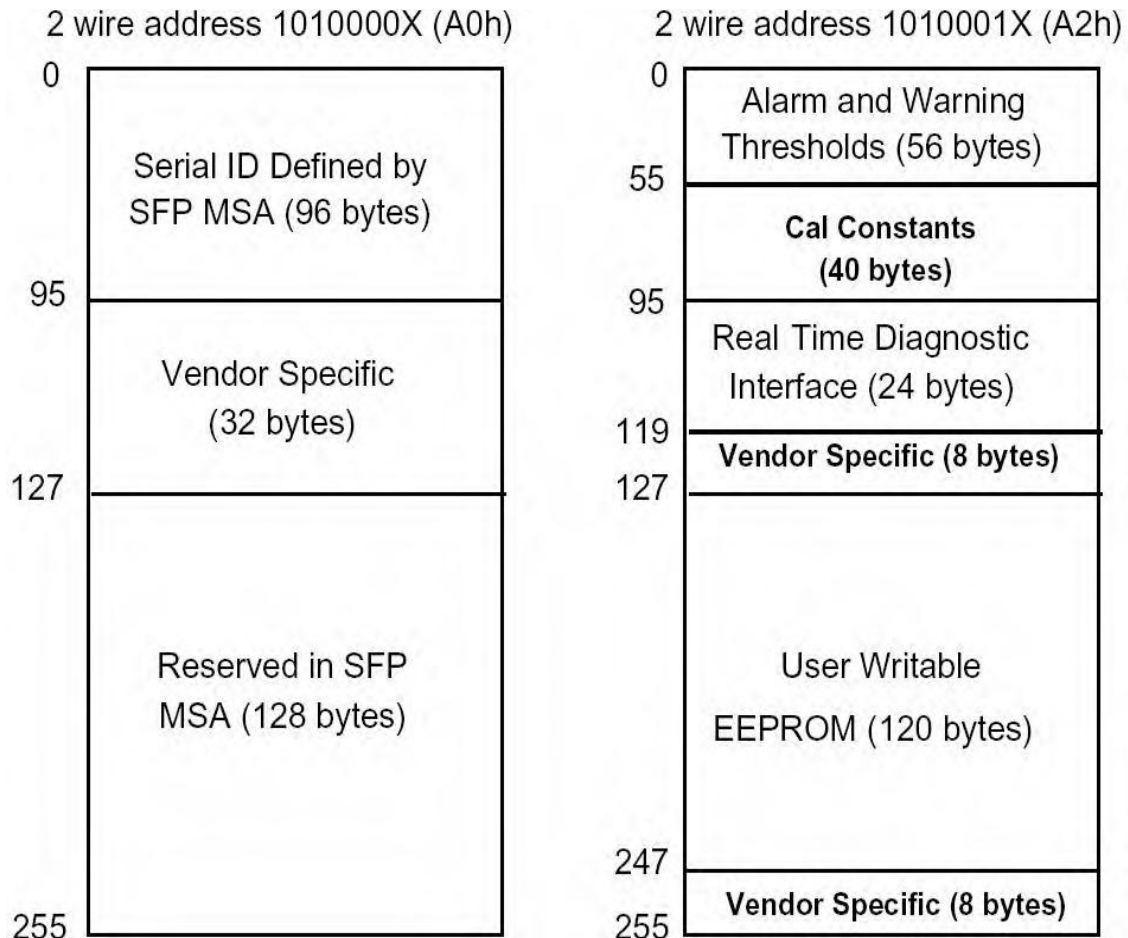 2 wire address 1010000X (A0h)
0
Serial ID Defined by
SFP MSA (96 bytes)
95
Vendor Specific
(32 bytes)
127
Reserved in SFP
MSA (128 bytes)
255
2 wire address 1010001X (A2h)
0
Alarm and Warning
Thresholds (56 bytes)
55
Cal Constants
(40 bytes)
95
Real Time Diagnostic
Interface (24 bytes)
119
Vendor Specific (8 bytes)
127
User Writable
EEPROM (120 bytes)
247
Vendor Specific (8 bytes)
255